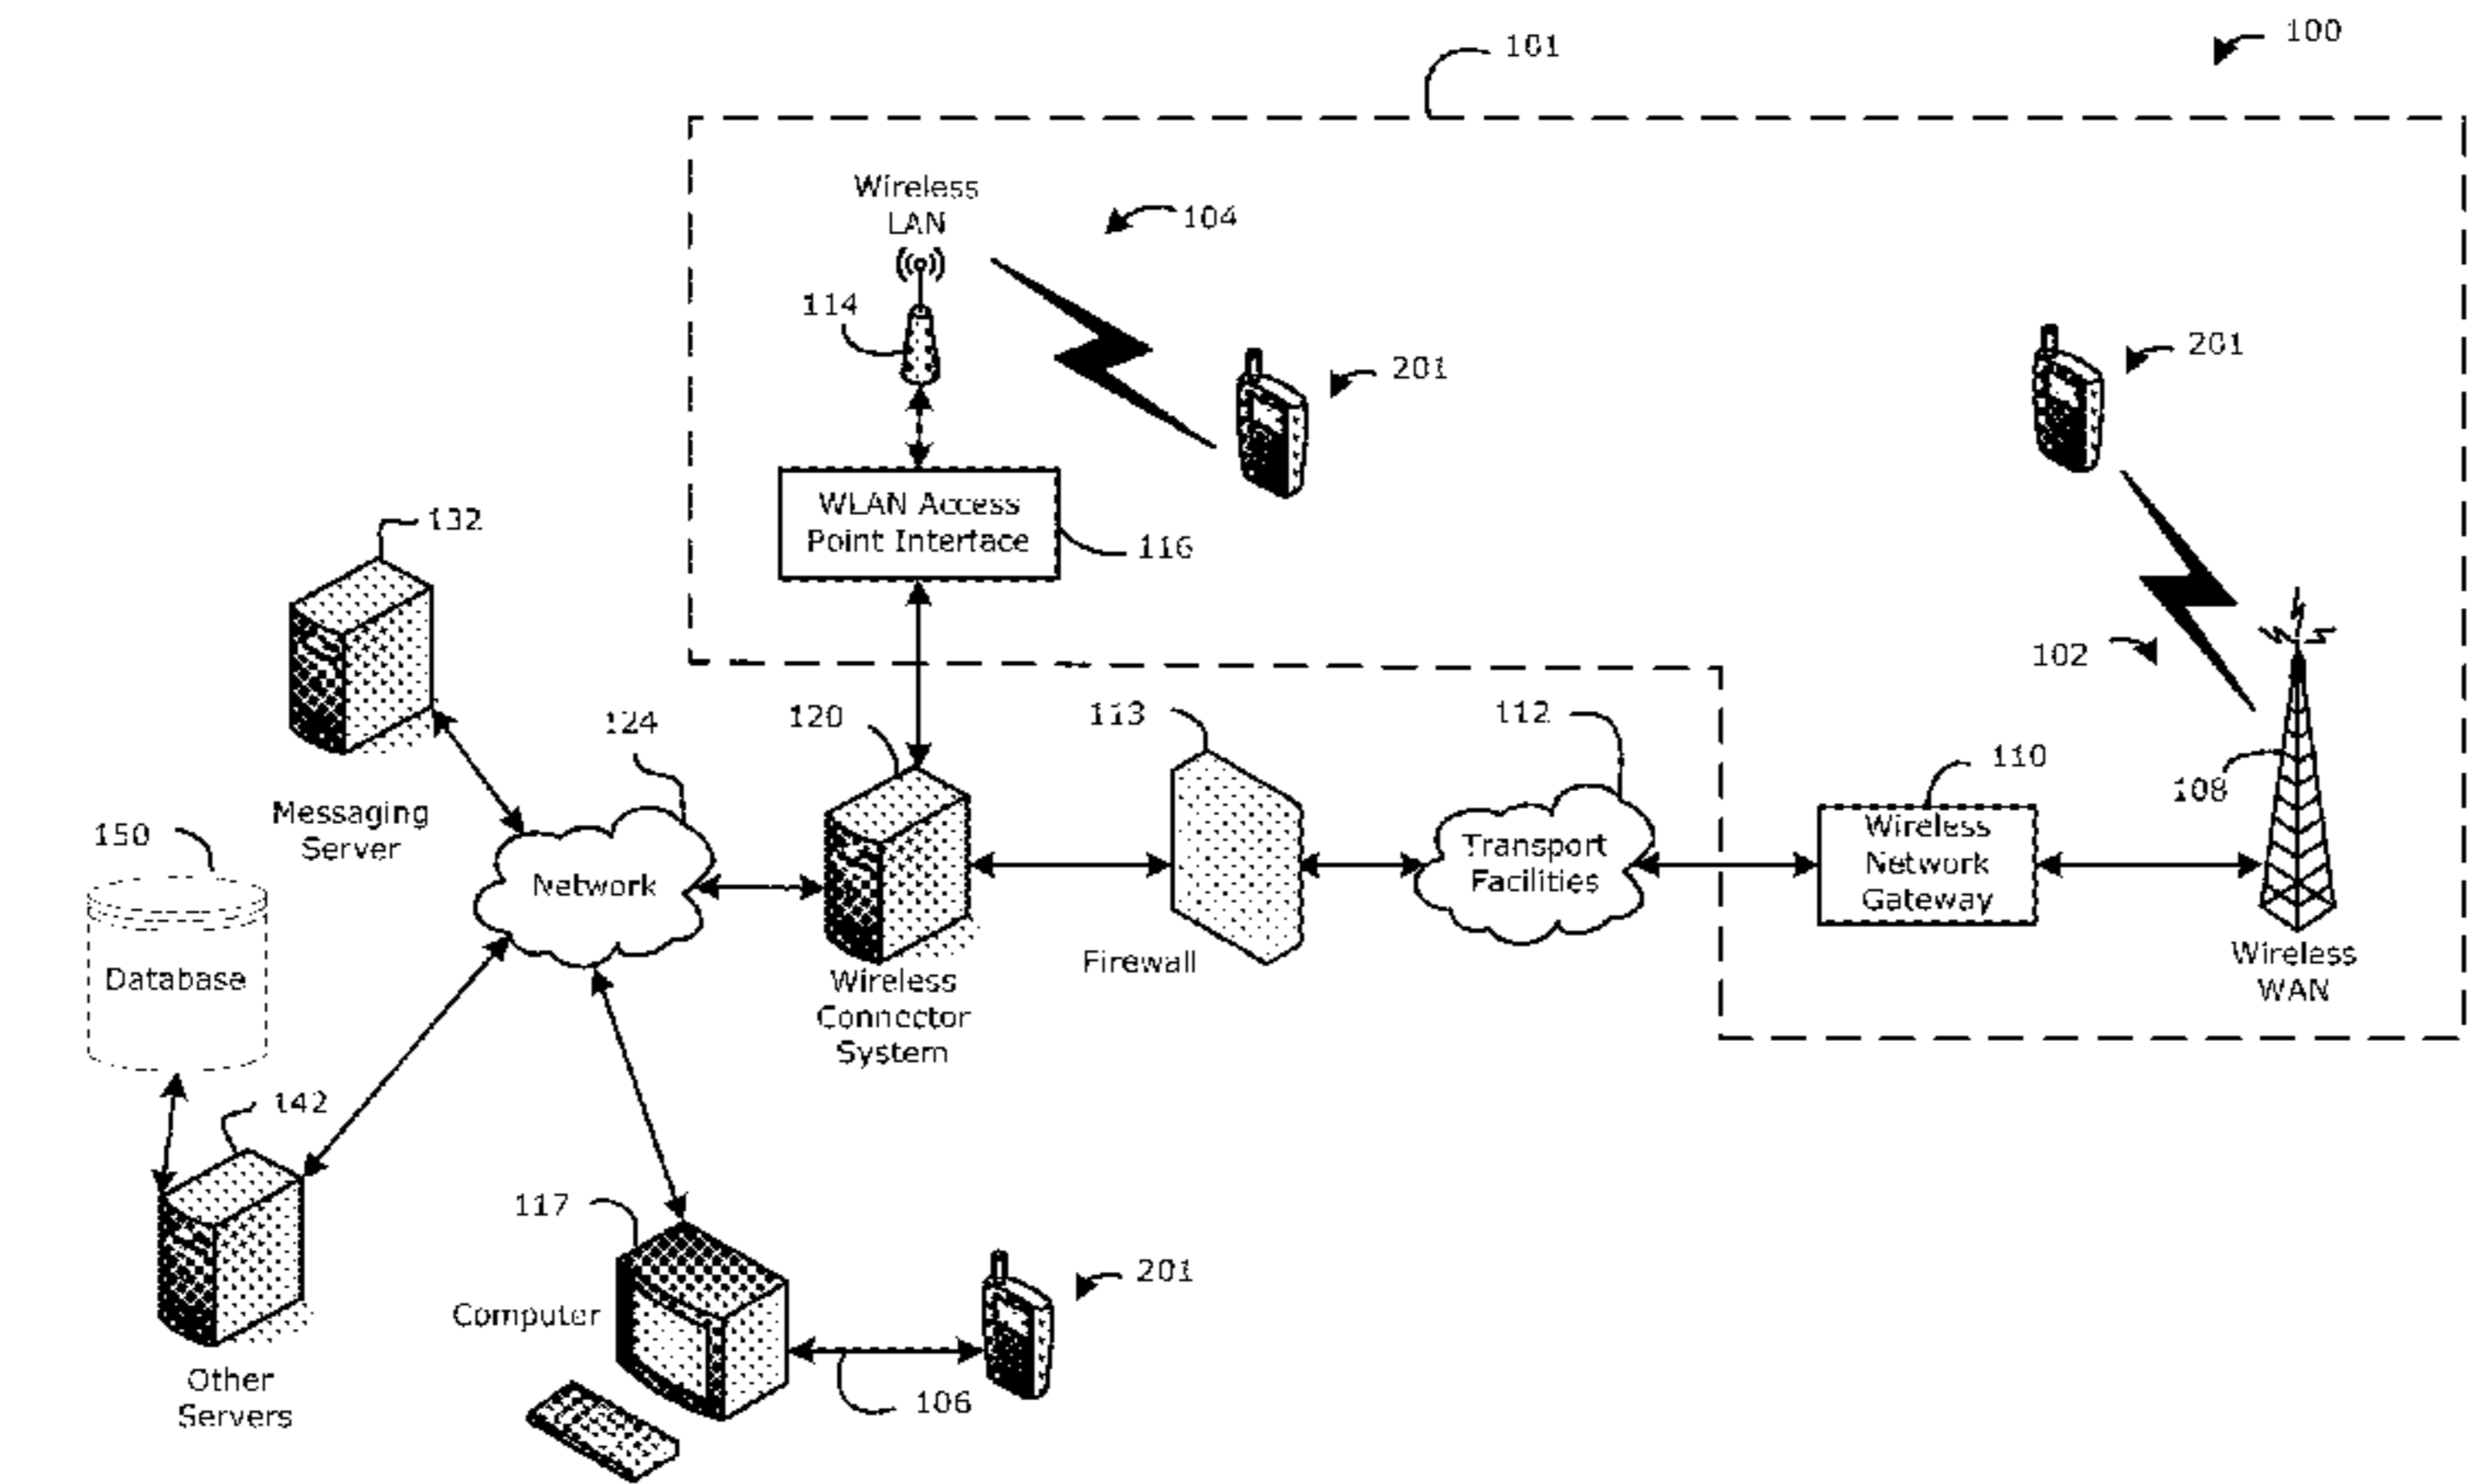 101
100
Wireless
LAN
104
114
201
201
WLAN Access
Point Interface
116
132
102
124
120
113
112
110
108
Messaging
Server
150
Network
Transport
Facilities
Wireless
Network
Gateway
Database
Firewall
Wireless
WAN
Wireless
Connector
System
142
117
201
Computer
106
Other
Servers